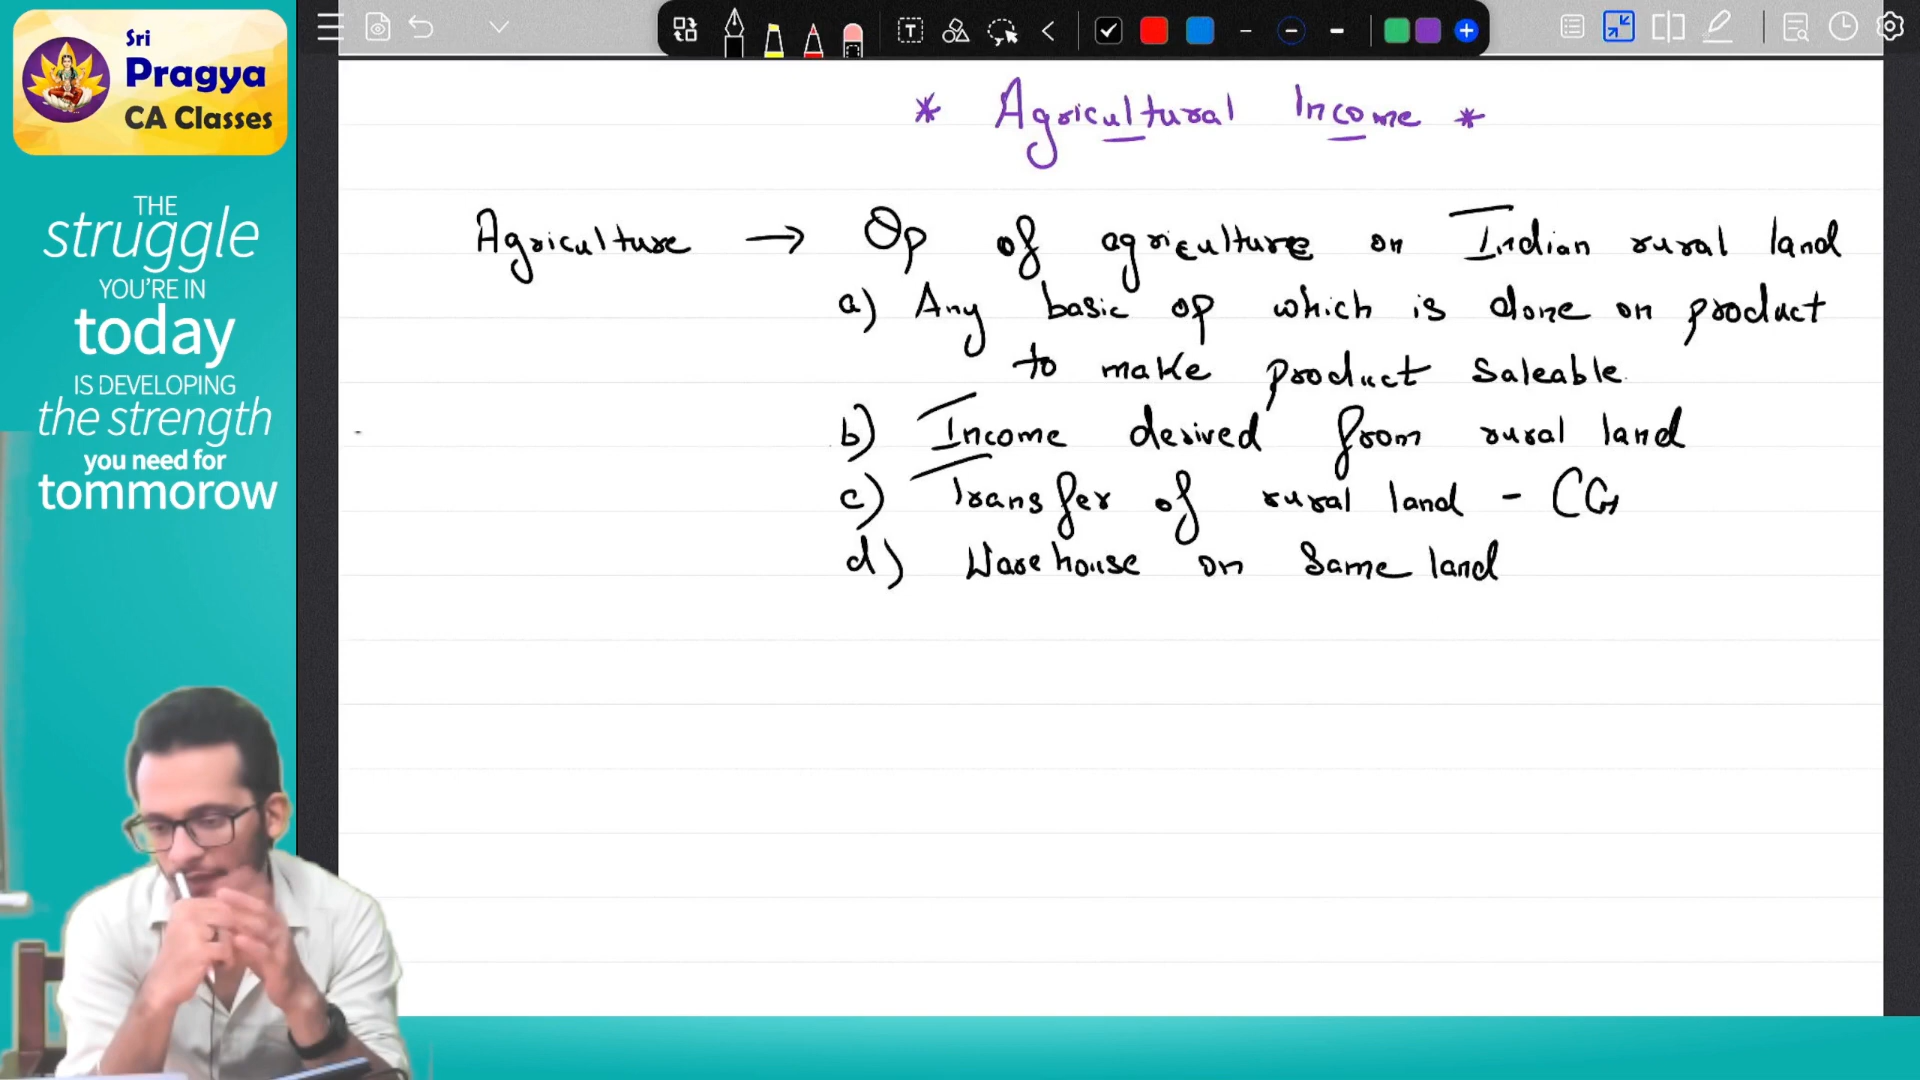 Sri
Pragya
CA Classes
THE
struggle
YOU'RE IN
today
IS DEVELOPING
the strength
you need for
tommorow
* Agricultural Income *
Agriculture → Op of agriculture on Indian rural land
a) Any basic op which is done on product
to make product saleable.
b) Income derived from rural land
c) Transfer of rural land - CG
d) Warehouse on same land